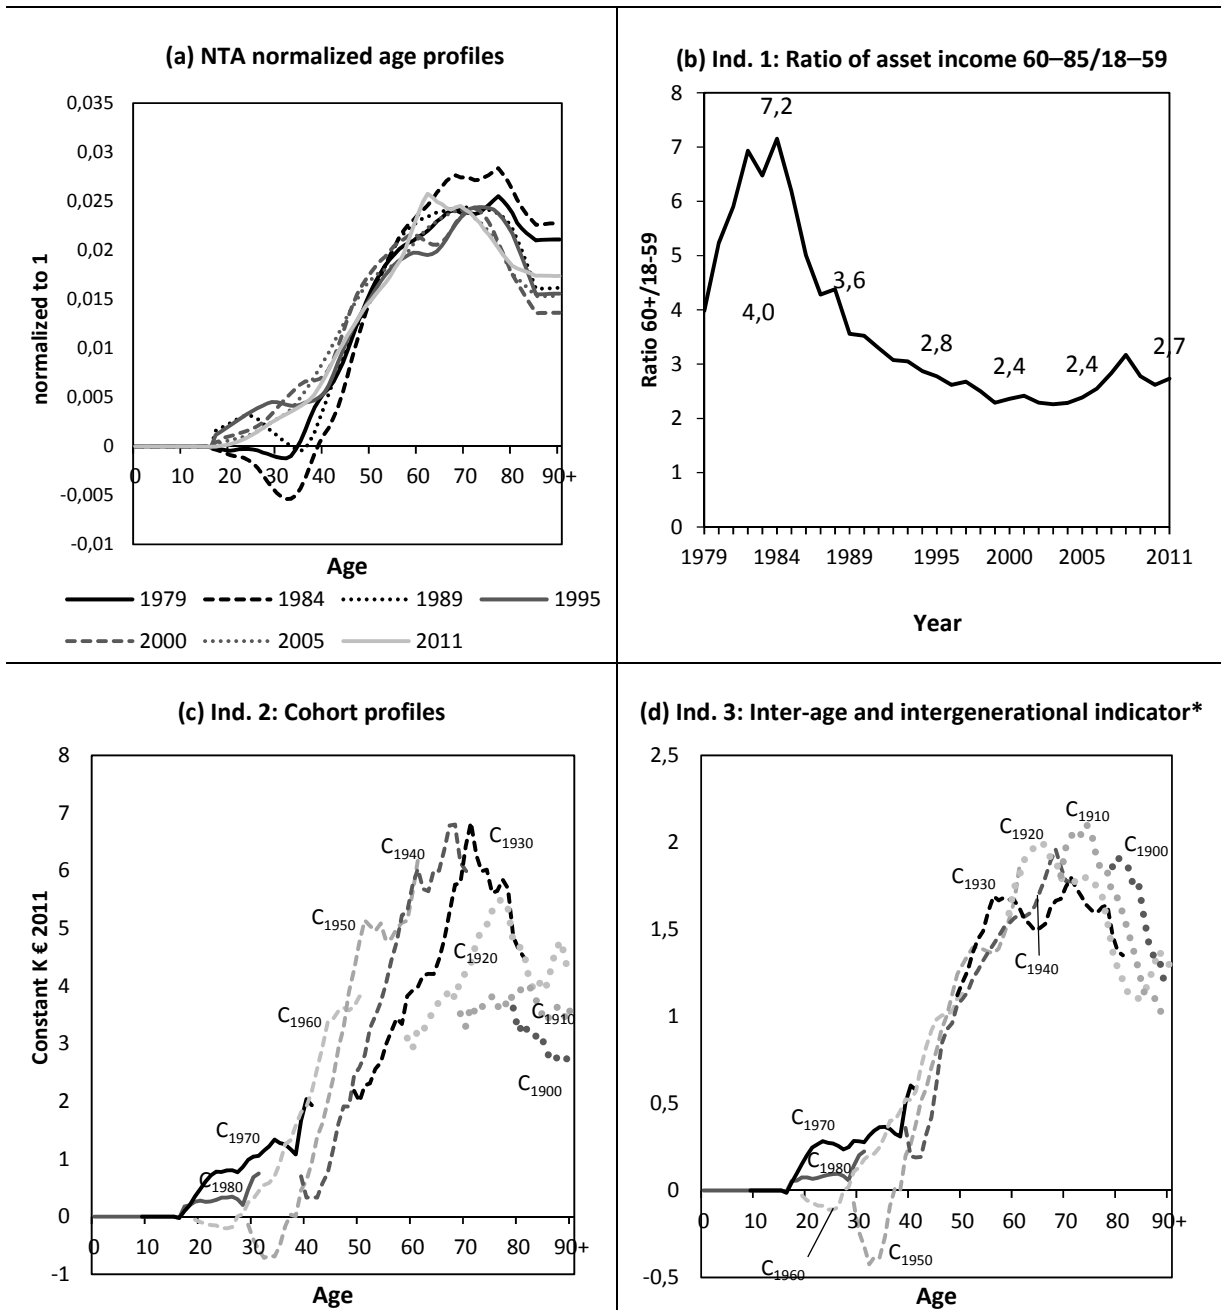 (a) NTA normalized age profiles
normalized to 1
0,035
0,03
0,025
0,02
0,015
0,01
0,005
0
-0,005
-0,01
0 10 20 30 40 50 60 70 80 90+
Age
1979 1984 1989 1995
2000 2005 2011
(b) Ind. 1: Ratio of asset income 60–85/18–59
Ratio 60+/18-59
8
7
6
5
4
3
2
1
0
7,2
4,0
3,6
2,8
2,4
2,4
2,7
1979 1984 1989 1995 2000 2005 2011
Year
(c) Ind. 2: Cohort profiles
Constant K € 2011
8
7
6
5
4
3
2
1
0
-1
C1930
C1940
C1950
C1920
C1960
C1910
C1900
C1970
C1980
0 10 20 30 40 50 60 70 80 90+
Age
(d) Ind. 3: Inter-age and intergenerational indicator*
2,5
2
1,5
1
0,5
0
-0,5
C1910
C1920
C1900
C1930
C1940
C1970
C1980
C1950
C1960
0 10 20 30 40 50 60 70 80 90+
Age